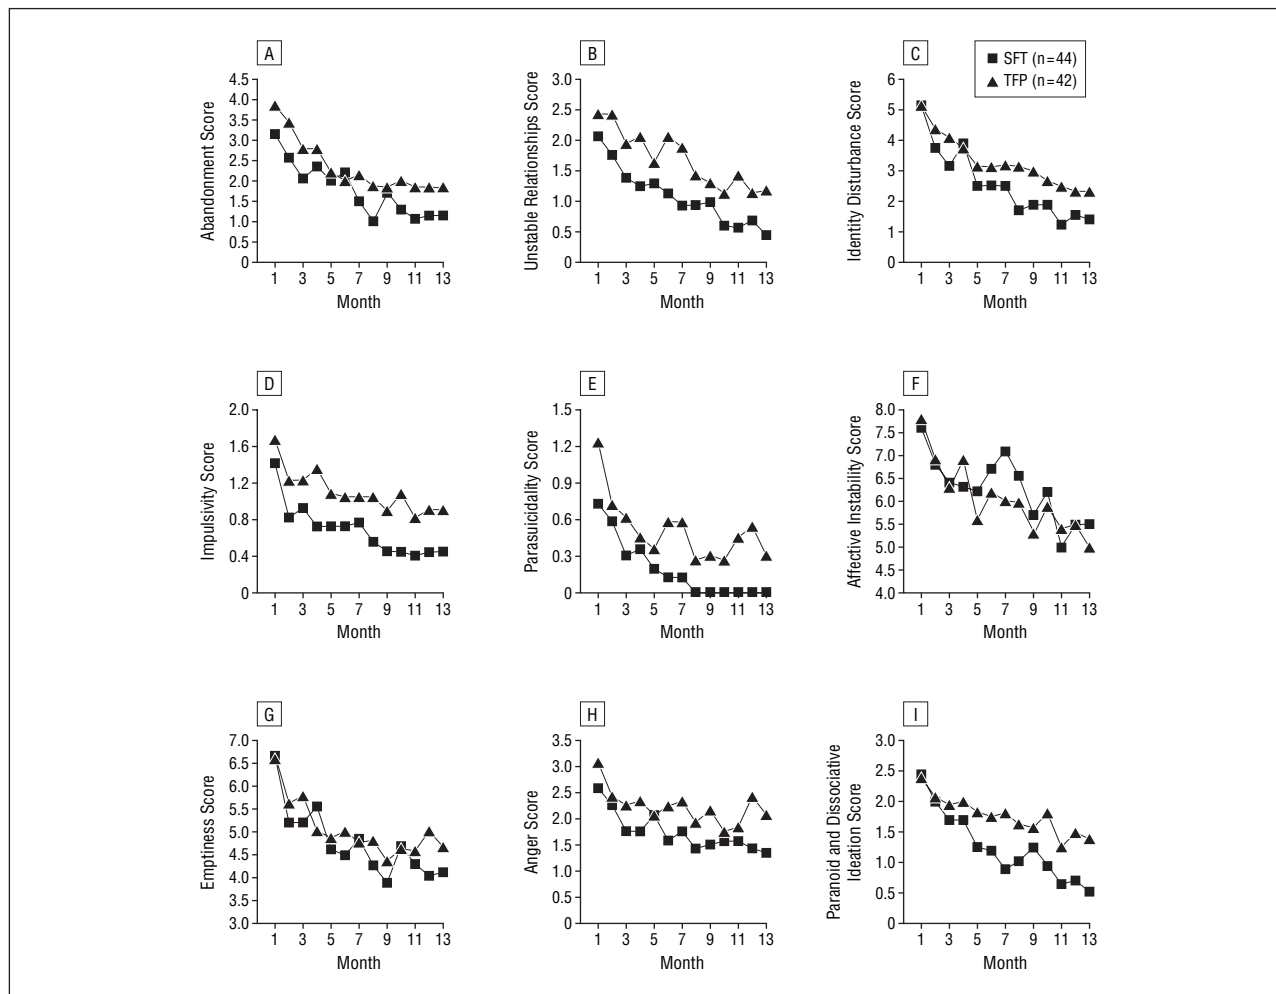 A
Abandonment Score
4.5
4.0
3.5
3.0
2.5
2.0
1.5
1.0
0.5
0
1 3 5 7 9 11 13
Month
B
Unstable Relationships Score
3.0
2.5
2.0
1.5
1.0
0.5
0
1 3 5 7 9 11 13
Month
C
SFT (n=44)
TFP (n=42)
Identity Disturbance Score
6
5
4
3
2
1
0
1 3 5 7 9 11 13
Month
D
Impulsivity Score
2.0
1.6
1.2
0.8
0.4
0
1 3 5 7 9 11 13
Month
E
Parasuicidality Score
1.5
1.2
0.9
0.6
0.3
0
1 3 5 7 9 11 13
Month
F
Affective Instability Score
8.0
7.5
7.0
6.5
6.0
5.5
5.0
4.5
4.0
1 3 5 7 9 11 13
Month
G
Emptiness Score
7.0
6.5
6.0
5.5
5.0
4.5
4.0
3.5
3.0
1 3 5 7 9 11 13
Month
H
Anger Score
3.5
3.0
2.5
2.0
1.5
1.0
0.5
0
1 3 5 7 9 11 13
Month
I
Paranoid and Dissociative
Ideation Score
3.0
2.5
2.0
1.5
1.0
0.5
0
1 3 5 7 9 11 13
Month